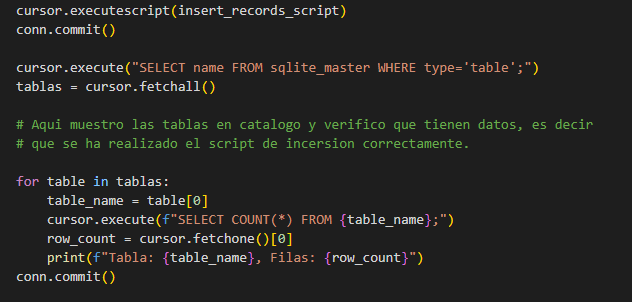 cursor.executescript(insert_records_script)
conn.commit()
cursor.execute("SELECT name FROM sqlite_master WHERE type='table';")
tablas = cursor.fetchall()
# Aqui muestro las tablas en catalogo y verifico que tienen datos, es decir
# que se ha realizado el script de incersion correctamente.
for table in tablas:
    table_name = table[0]
    cursor.execute(f"SELECT COUNT(*) FROM {table_name};")
    row_count = cursor.fetchone()[0]
    print(f"Tabla: {table_name}, Filas: {row_count}")
conn.commit()